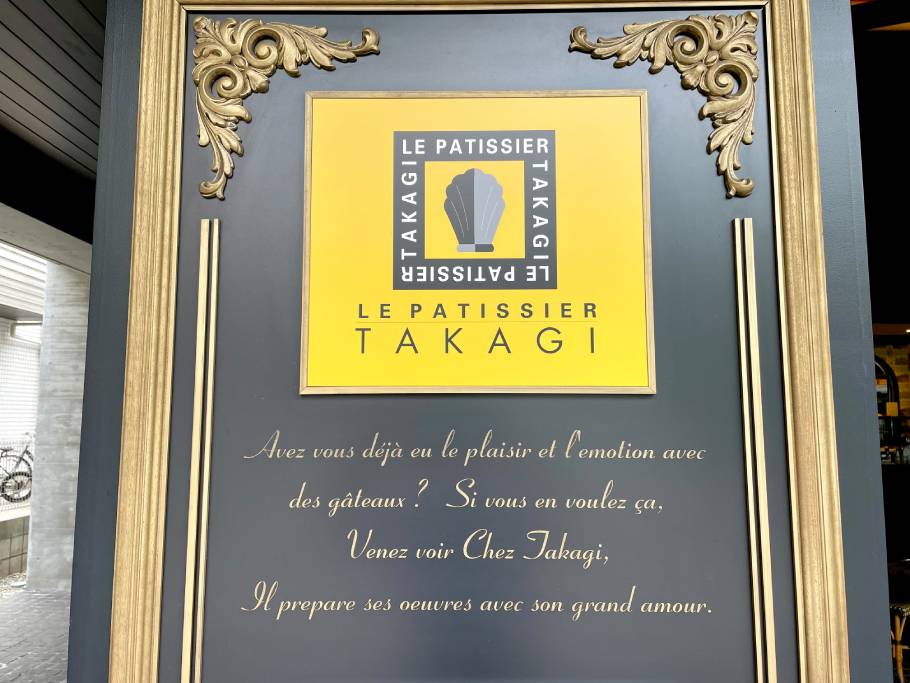 LE PATISSIER
TAKAGI
LE PATISSIER
TAKAGI
LE PATISSIER
TAKAGI
Avez vous déjà eu le plaisir et l'emotion avec
des gâteaux ? Si vous en voulez ça,
Venez voir Chez Takagi,
Il prepare ses oeuvres avec son grand amour.